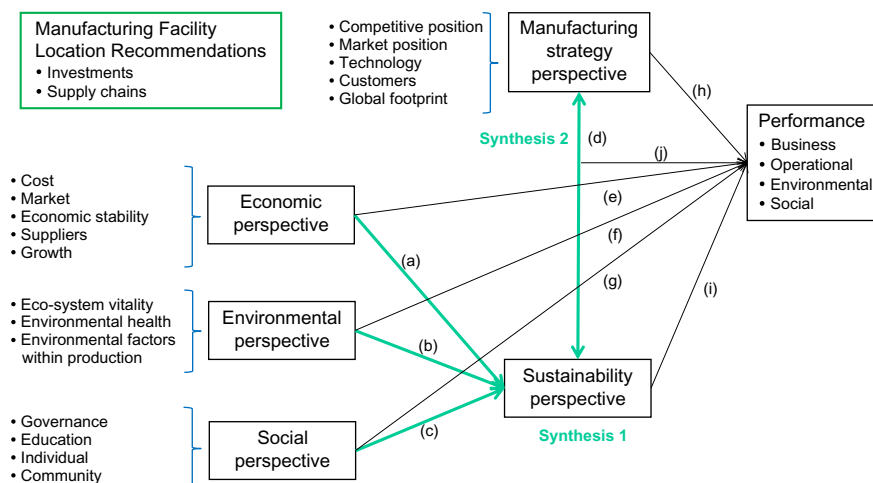 Manufacturing Facility
Location Recommendations
• Investments
• Supply chains
• Competitive position
• Market position
• Technology
• Customers
• Global footprint
Manufacturing
strategy
perspective
(h)
Synthesis 2
(d)
(j)
Performance
• Business
• Operational
• Environmental
• Social
• Cost
• Market
• Economic stability
• Suppliers
• Growth
Economic
perspective
(e)
(f)
(a)
(g)
(i)
• Eco-system vitality
• Environmental health
• Environmental factors
within production
Environmental
perspective
(b)
Sustainability
perspective
Synthesis 1
• Governance
• Education
• Individual
• Community
Social
perspective
(c)